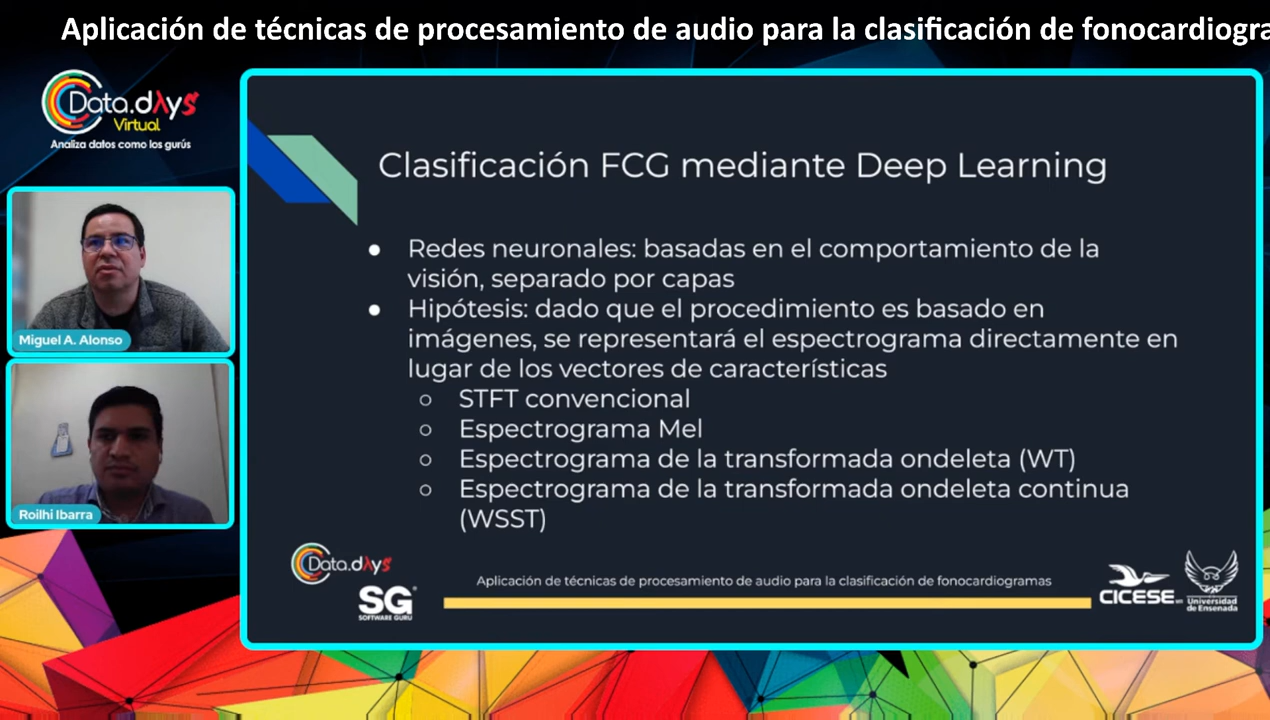 Aplicación de técnicas de procesamiento de audio para la clasificación de fonocardiogra
Data.dAys
Virtual
Analiza datos como los gurús
Miguel A. Alonso
Roilhi Ibarra
Clasificación FCG mediante Deep Learning
● Redes neuronales: basadas en el comportamiento de la
visión, separado por capas
● Hipótesis: dado que el procedimiento es basado en
imágenes, se representará el espectrograma directamente en
lugar de los vectores de características
○ STFT convencional
○ Espectrograma Mel
○ Espectrograma de la transformada ondeleta (WT)
○ Espectrograma de la transformada ondeleta continua
(WSST)
Data.dAys
SG
SOFTWARE GURU
Aplicación de técnicas de procesamiento de audio para la clasificación de fonocardiogramas
CICESE
Universidad
de Ensenada